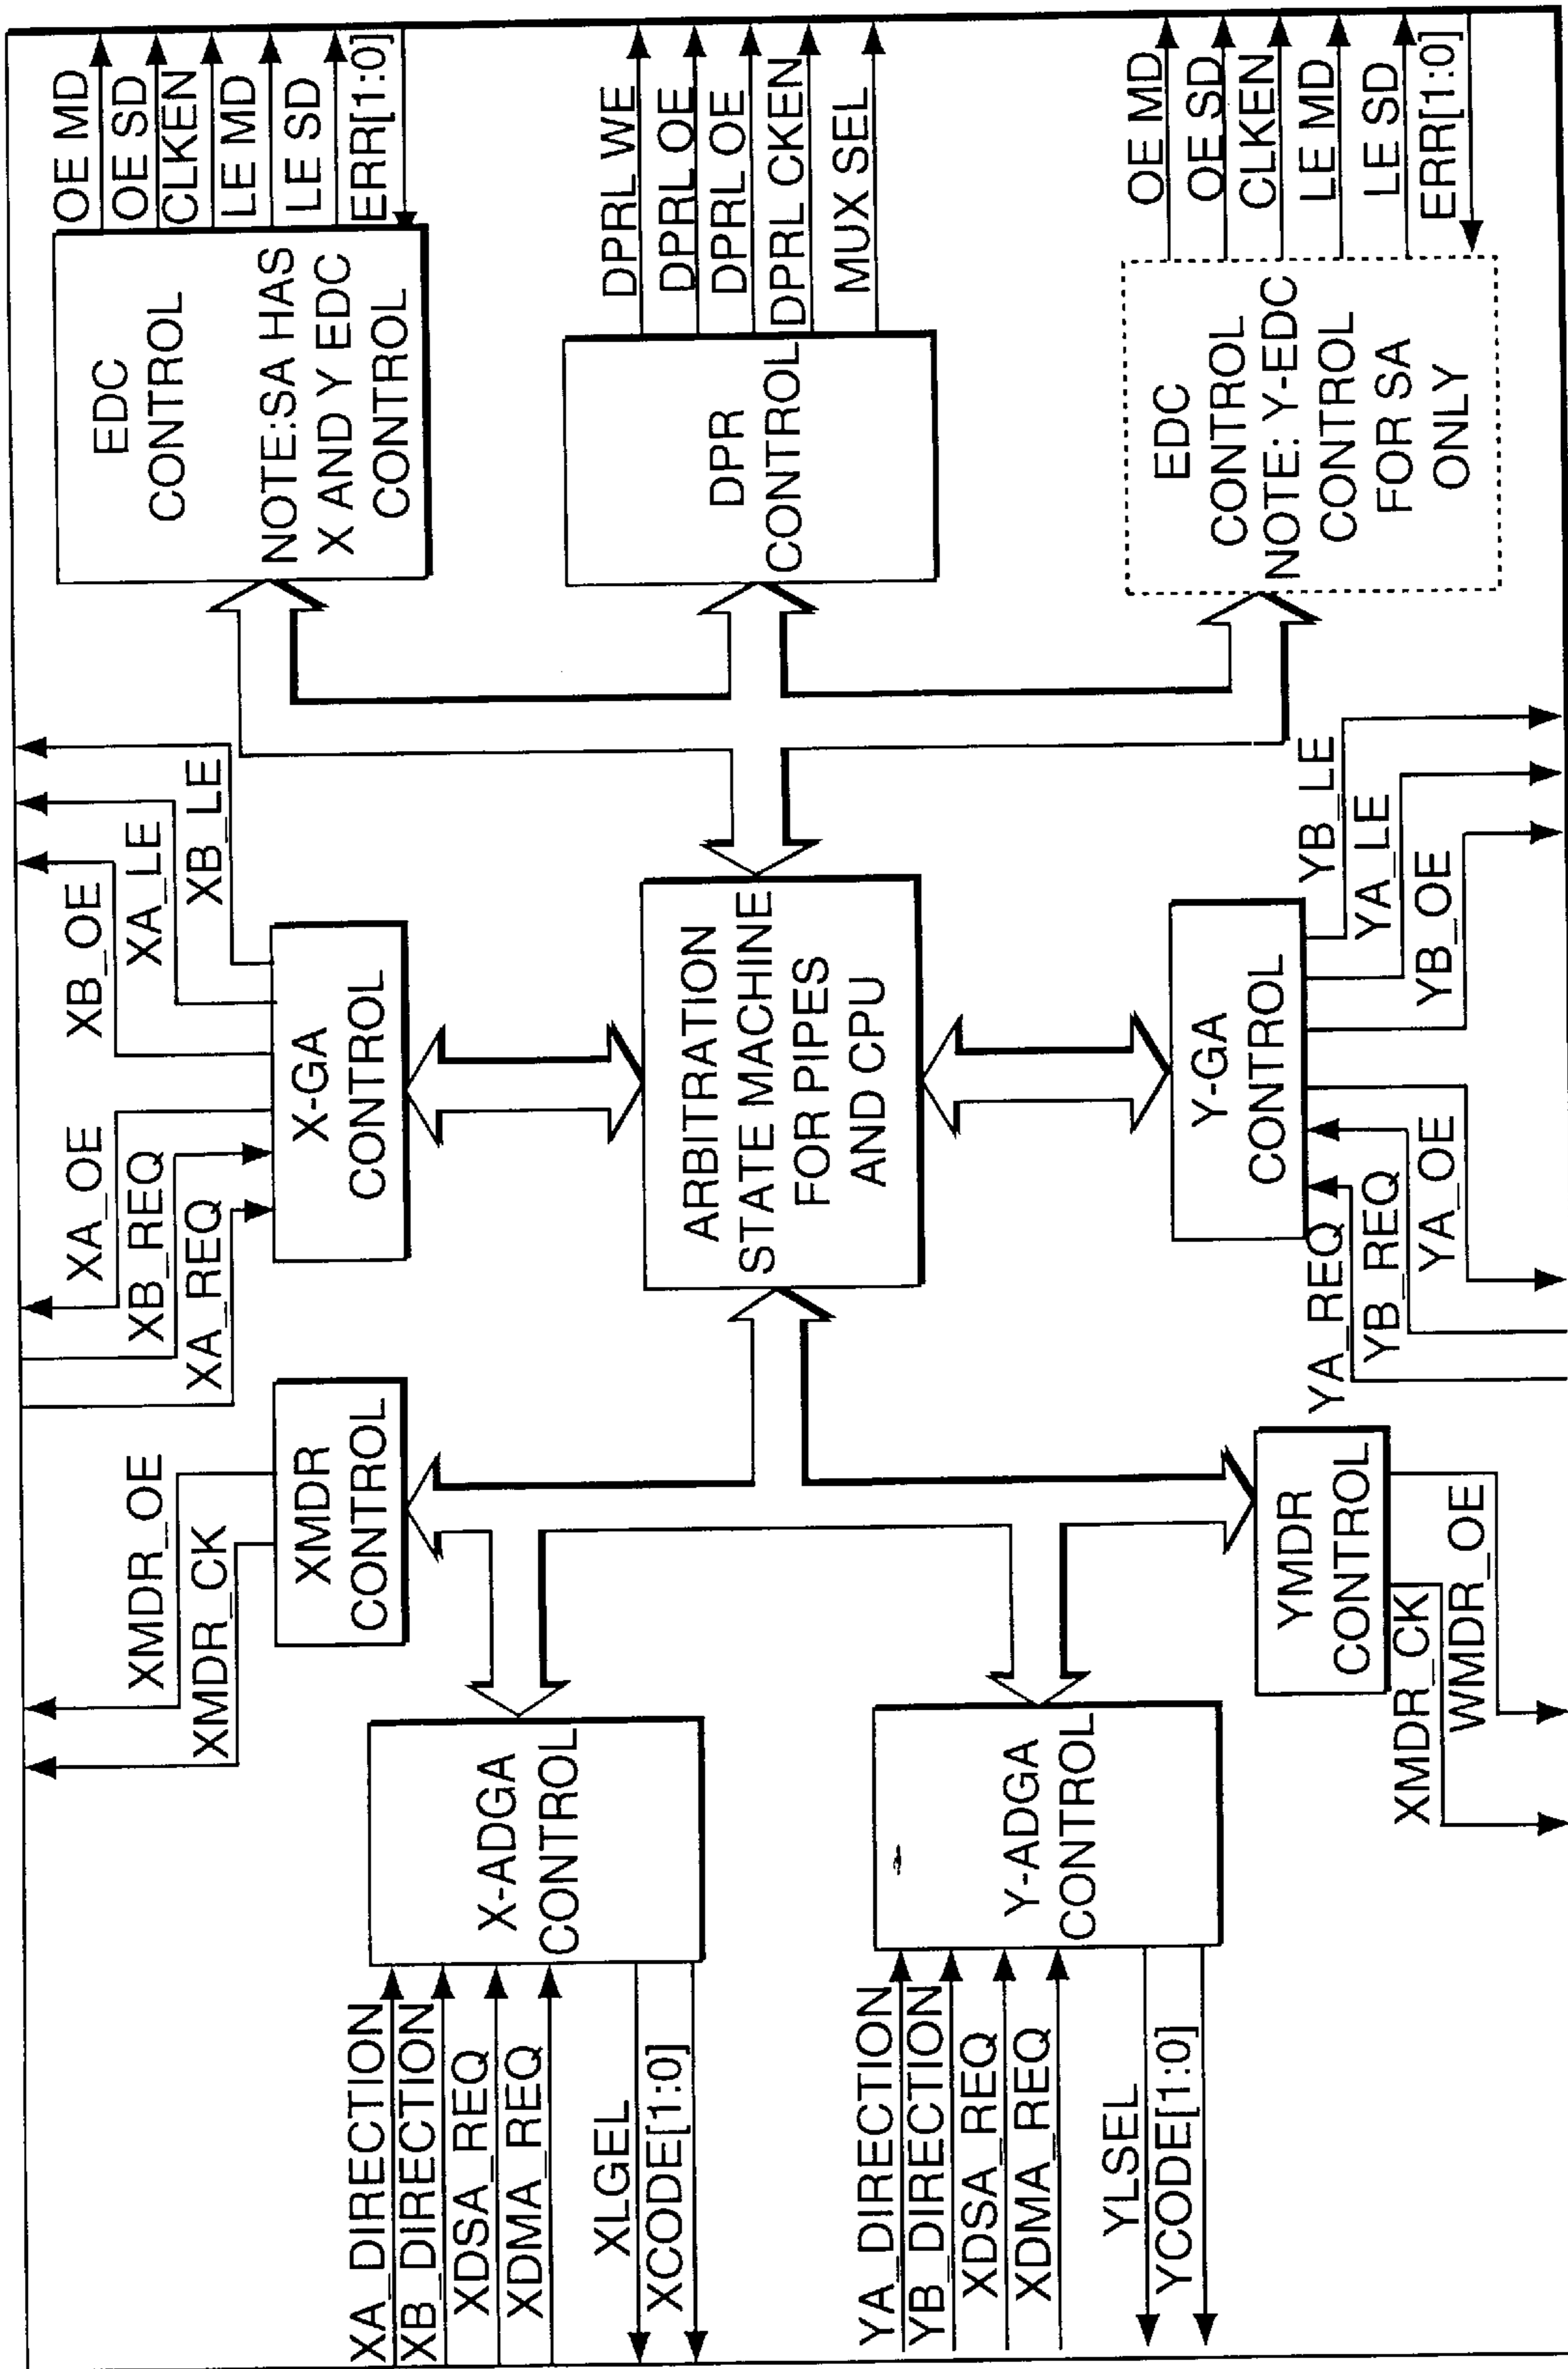 XA_DIRECTION
XB_DIRECTION
XDSA_REQ
XDMA_REQ
XLGEL
XCODE[1:0]
X-ADGA
CONTROL
YA_DIRECTION
YB_DIRECTION
XDSA_REQ
XDMA_REQ
YLSEL
YCODE[1:0]
Y-ADGA
CONTROL
XMDR_OE
XMDR_CK
XMDR
CONTROL
YMDR
CONTROL
XMDR_CK
WMDR_OE
XA_OE
XB_REQ
XA_REQ
XB_OE
XA_LE
XB_LE
X-GA
CONTROL
ARBITRATION
STATE MACHINE
FOR PIPES
AND CPU
Y-GA
CONTROL
YA_REQ
YB_REQ
YA_OE
YB_LE
YA_LE
YB_OE
EDC
CONTROL
NOTE:SA HAS
X AND Y EDC
CONTROL
OE MD
OE SD
CLKEN
LE MD
LE SD
ERR[1:0]
DPR
CONTROL
DPRL WE
DPRL OE
DPRL OE
DPRL CKEN
MUX SEL
EDC
CONTROL
NOTE: Y-EDC
CONTROL
FOR SA
ONLY
OE MD
OE SD
CLKEN
LE MD
LE SD
ERR[1:0]